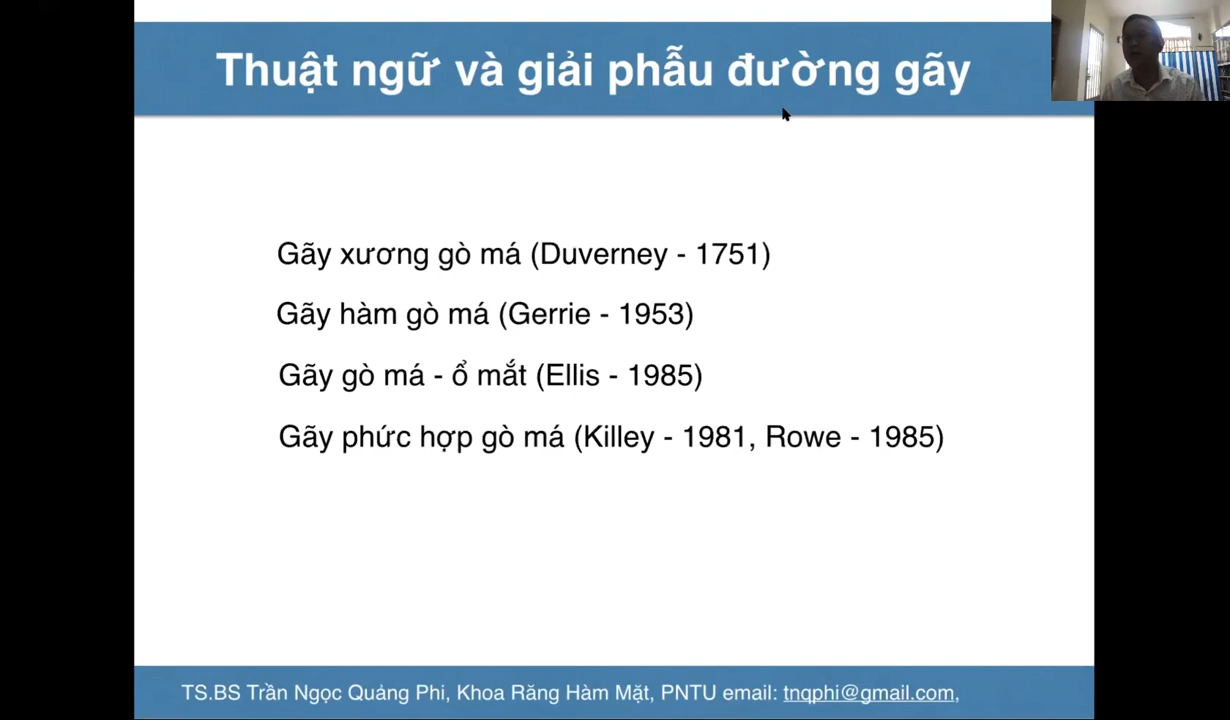 Thuật ngữ và giải phẫu đường gãy
Gãy xương gò má (Duverney - 1751)
Gãy hàm gò má (Gerrie - 1953)
Gãy gò má - ổ mắt (Ellis - 1985)
Gãy phức hợp gò má (Killey - 1981, Rowe - 1985)
TS.BS Trần Ngọc Quảng Phi, Khoa Răng Hàm Mặt, PNTU email: tnqphi@gmail.com,